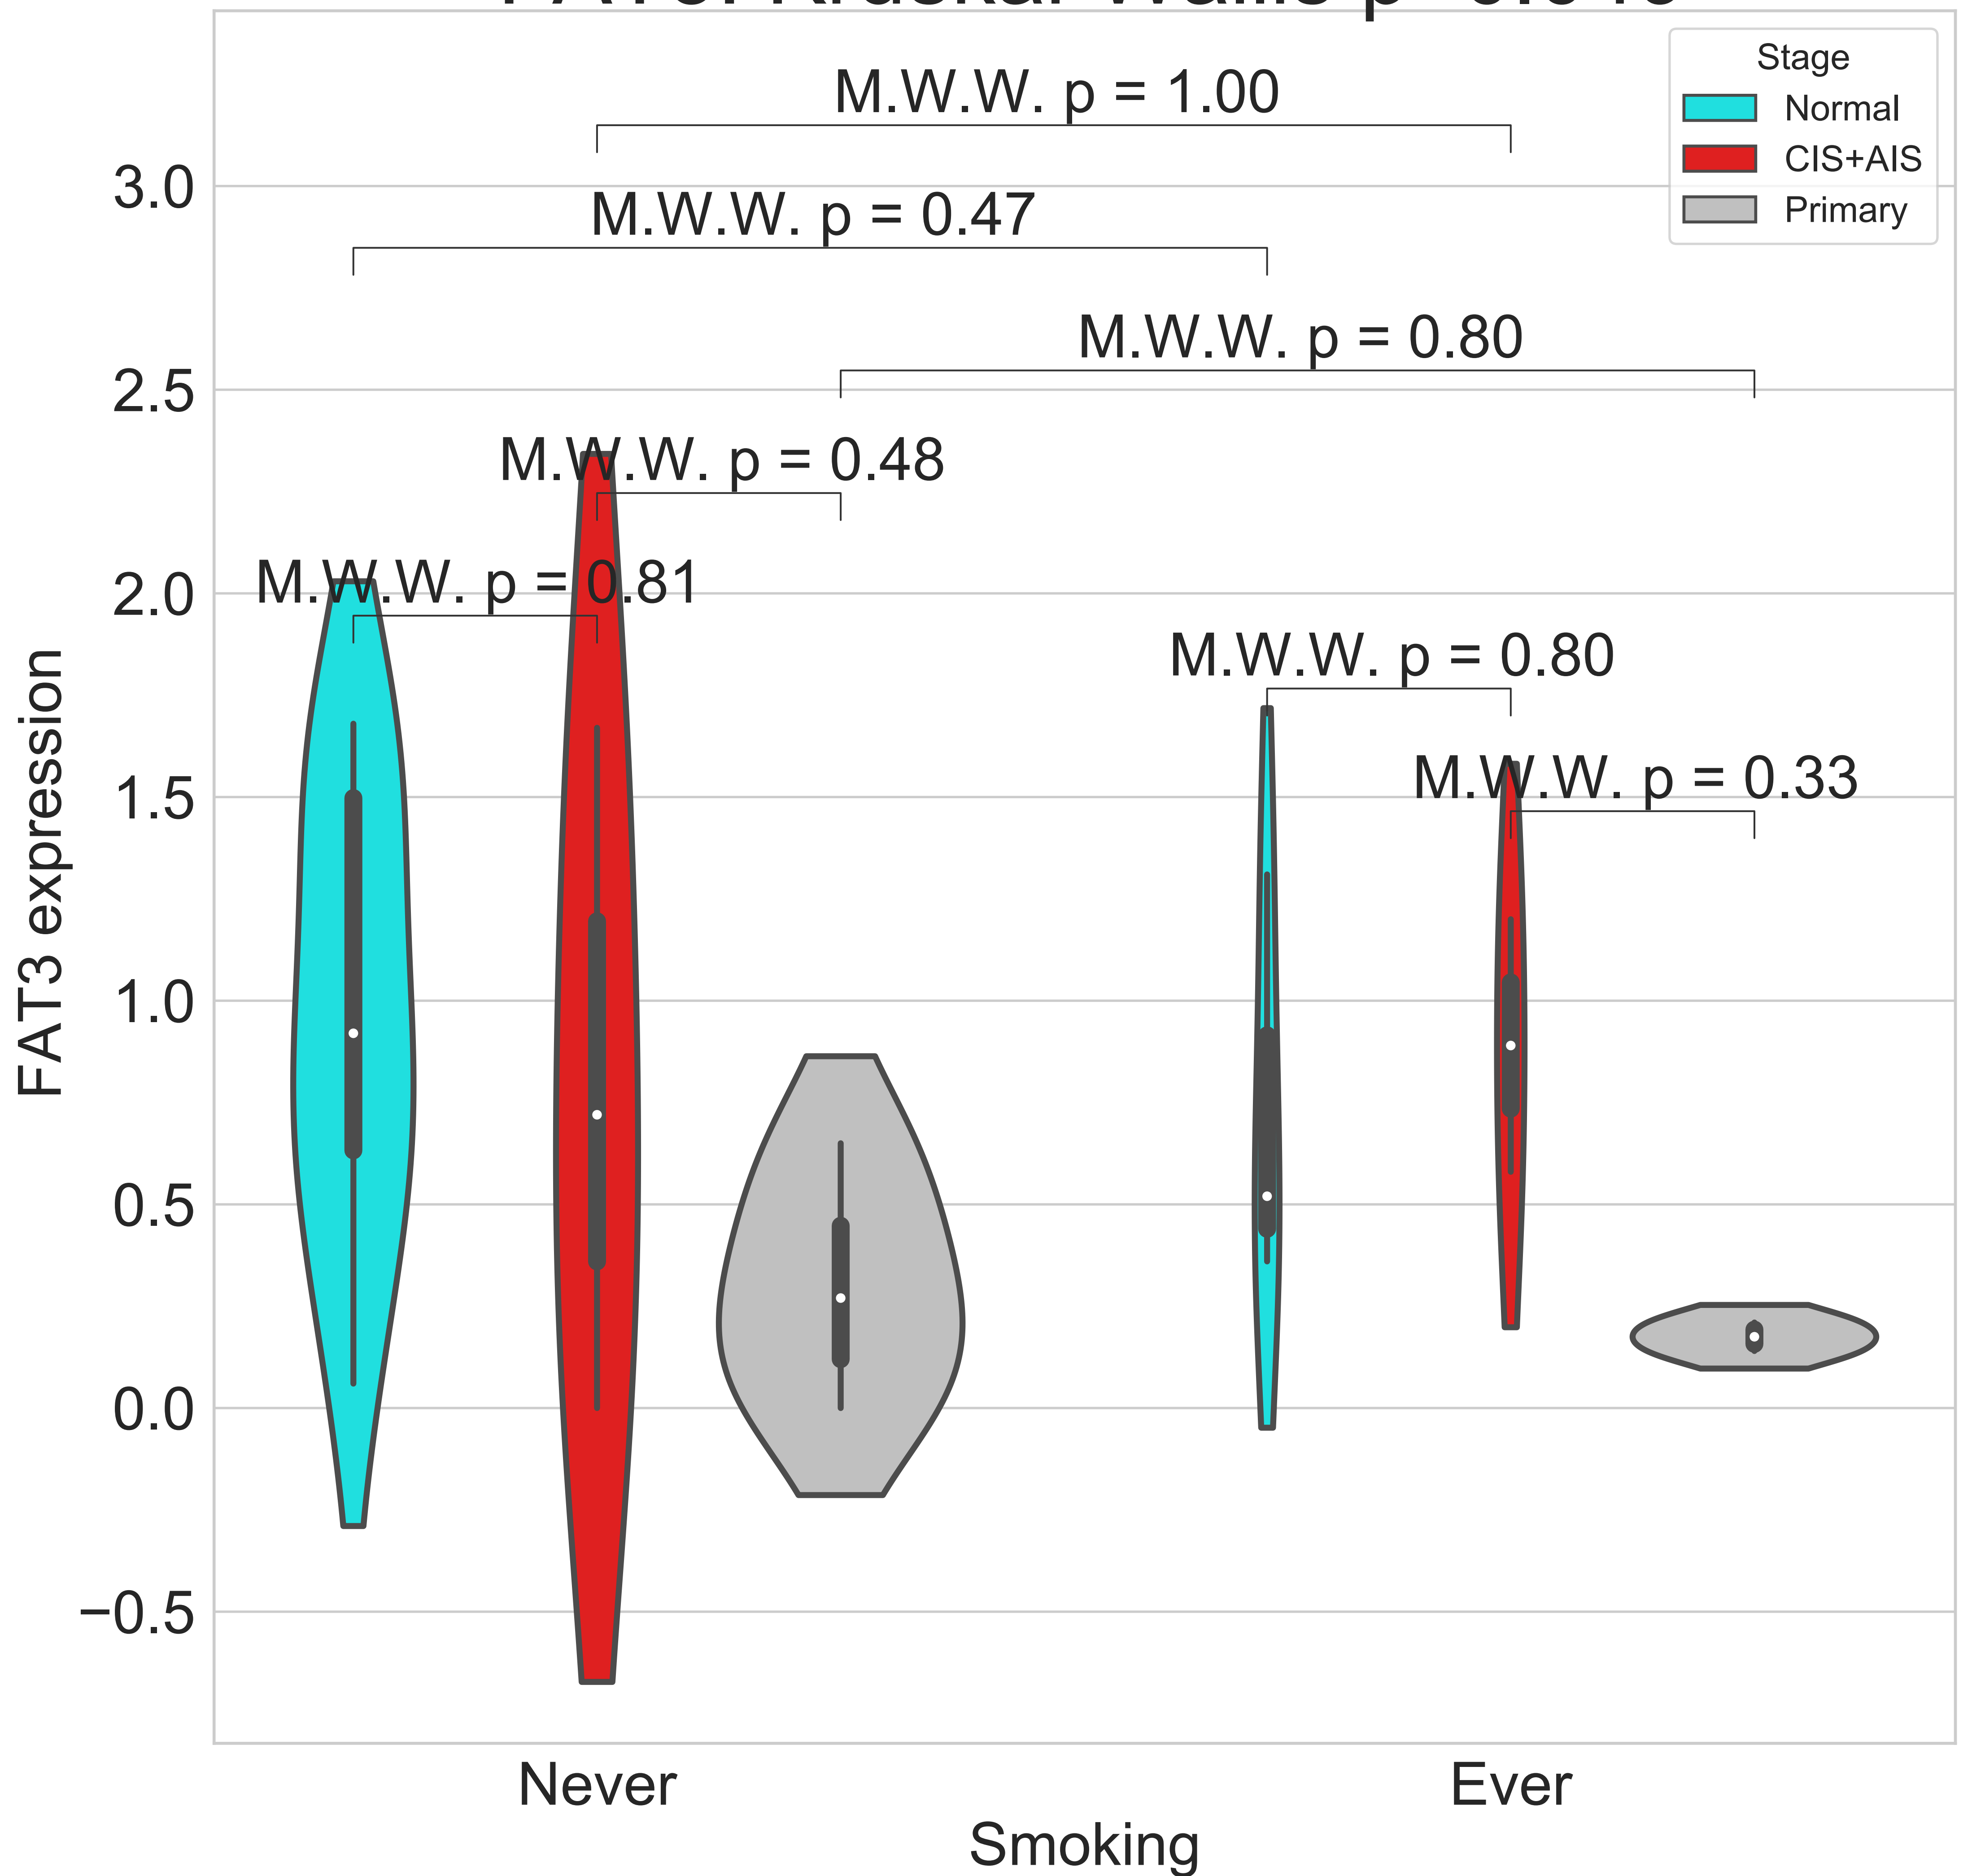 Stage
Normal
CIS+AIS
Primary
M.W.W. p = 1.00
M.W.W. p = 0.47
M.W.W. p = 0.80
M.W.W. p = 0.48
M.W.W. p = 0.81
M.W.W. p = 0.80
M.W.W. p = 0.33
3.0
2.5
2.0
1.5
1.0
0.5
0.0
−0.5
FAT3 expression
Never
Ever
Smoking